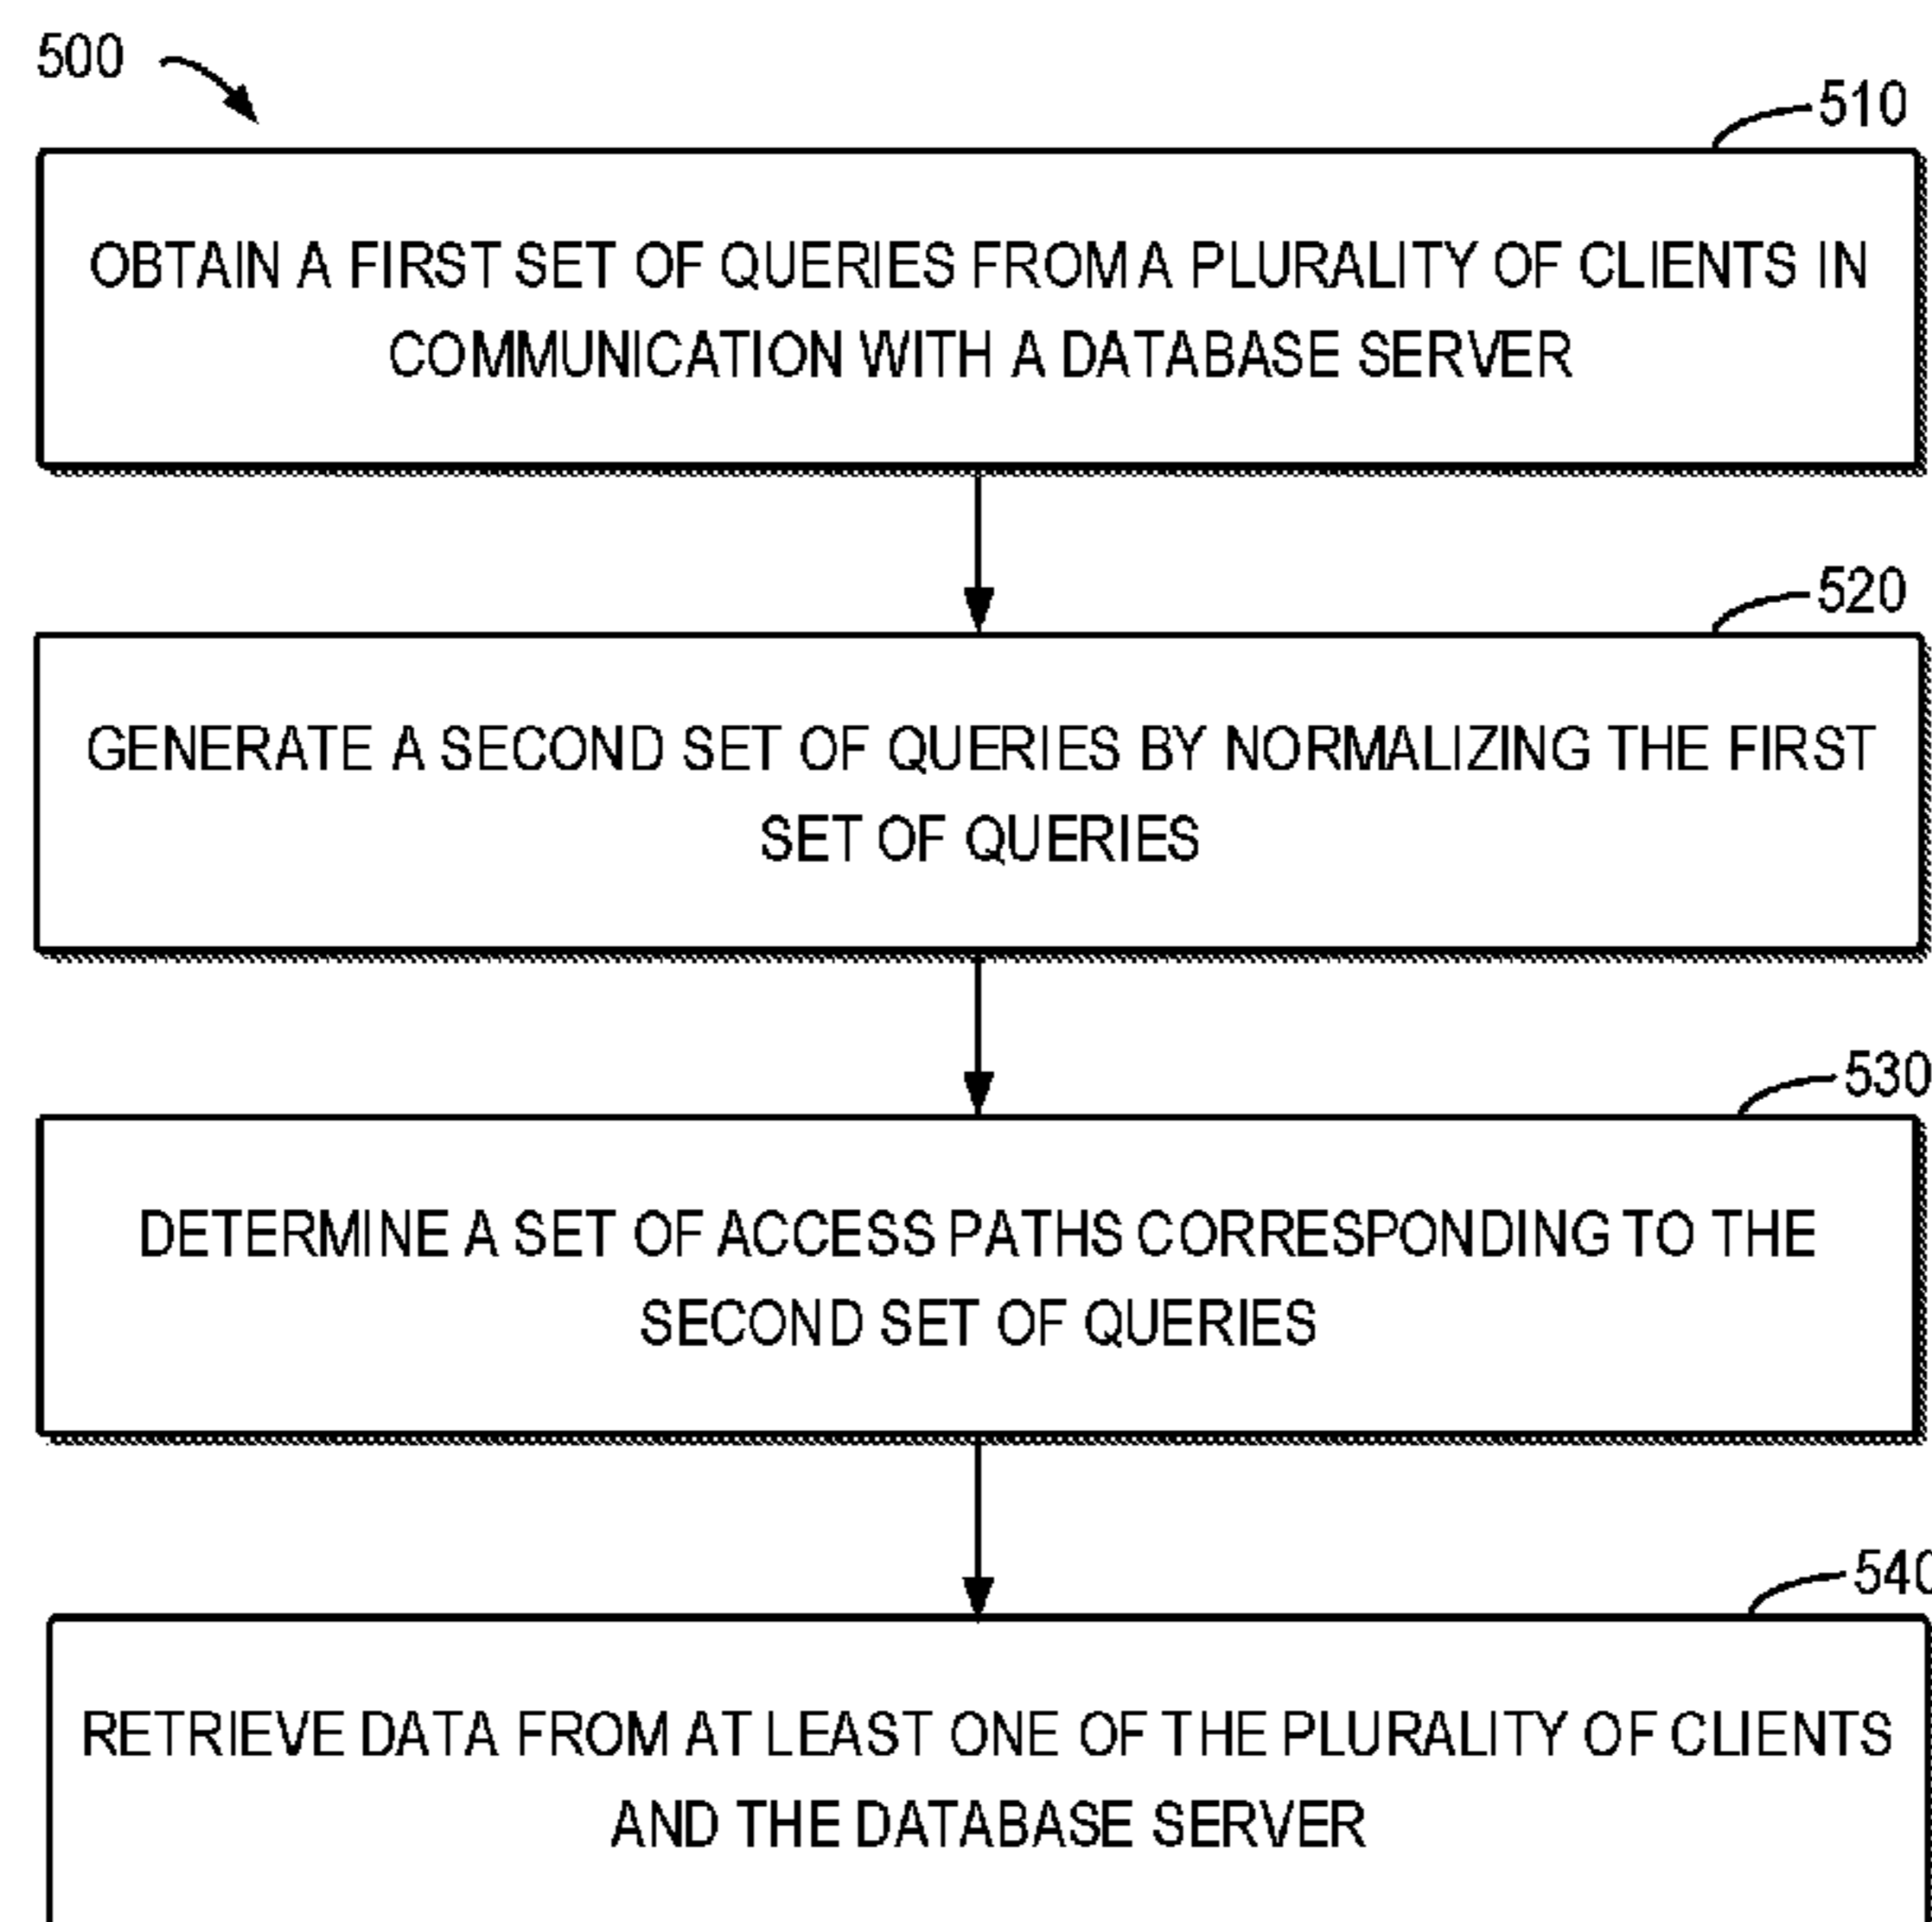 500
510
OBTAIN A FIRST SET OF QUERIES FROM A PLURALITY OF CLIENTS IN
COMMUNICATION WITH A DATABASE SERVER
520
GENERATE A SECOND SET OF QUERIES BY NORMALIZING THE FIRST
SET OF QUERIES
530
DETERMINE A SET OF ACCESS PATHS CORRESPONDING TO THE
SECOND SET OF QUERIES
540
RETRIEVE DATA FROM AT LEAST ONE OF THE PLURALITY OF CLIENTS
AND THE DATABASE SERVER